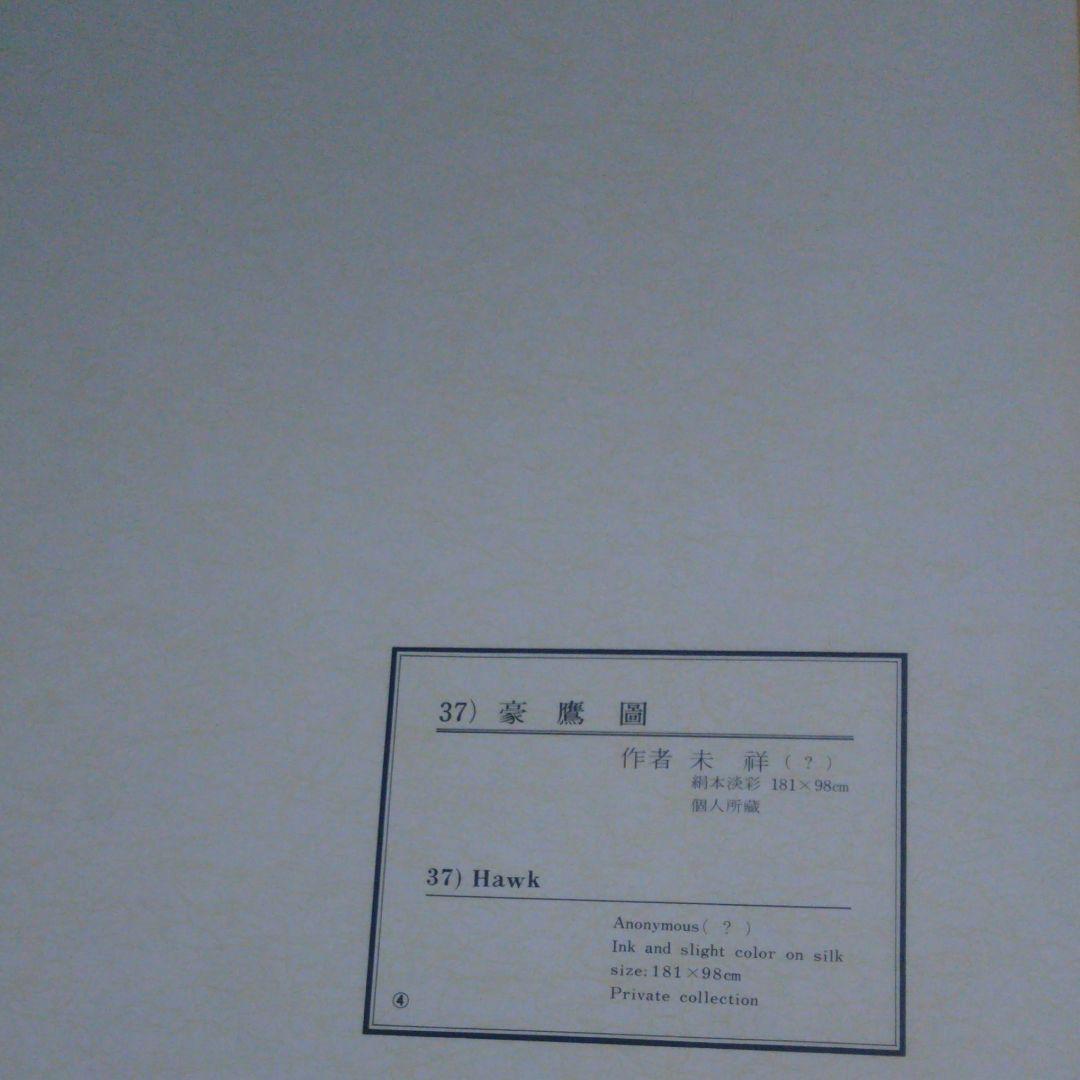 37) 豪 鷹 圖
作者 未 祥 ( ? )
絹本淡彩 181×98cm
個人所藏
37) Hawk
Anonymous( ? )
Ink and slight color on silk
size: 181×98cm
Private collection
④